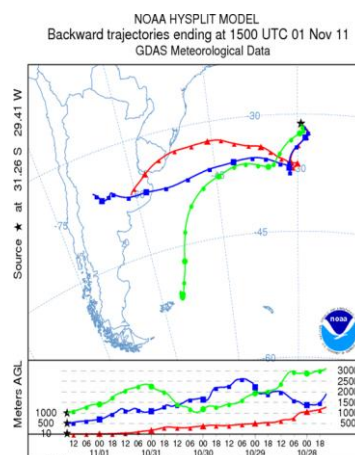 NOAA HYSPLIT MODEL
Backward trajectories ending at 1500 UTC 01 Nov 11
GDAS Meteorological Data
Source ★ at 31.26 S 29.41 W
-30
-30
-45
-75
-60
noaa
Meters AGL
3000
2500
2000
1500
1000 1000
500 500
10
12 06 00 18 12 06 00 18 12 06 00 18 12 06 00 18 12 06 00 18
11/01 10/31 10/30 10/29 10/28